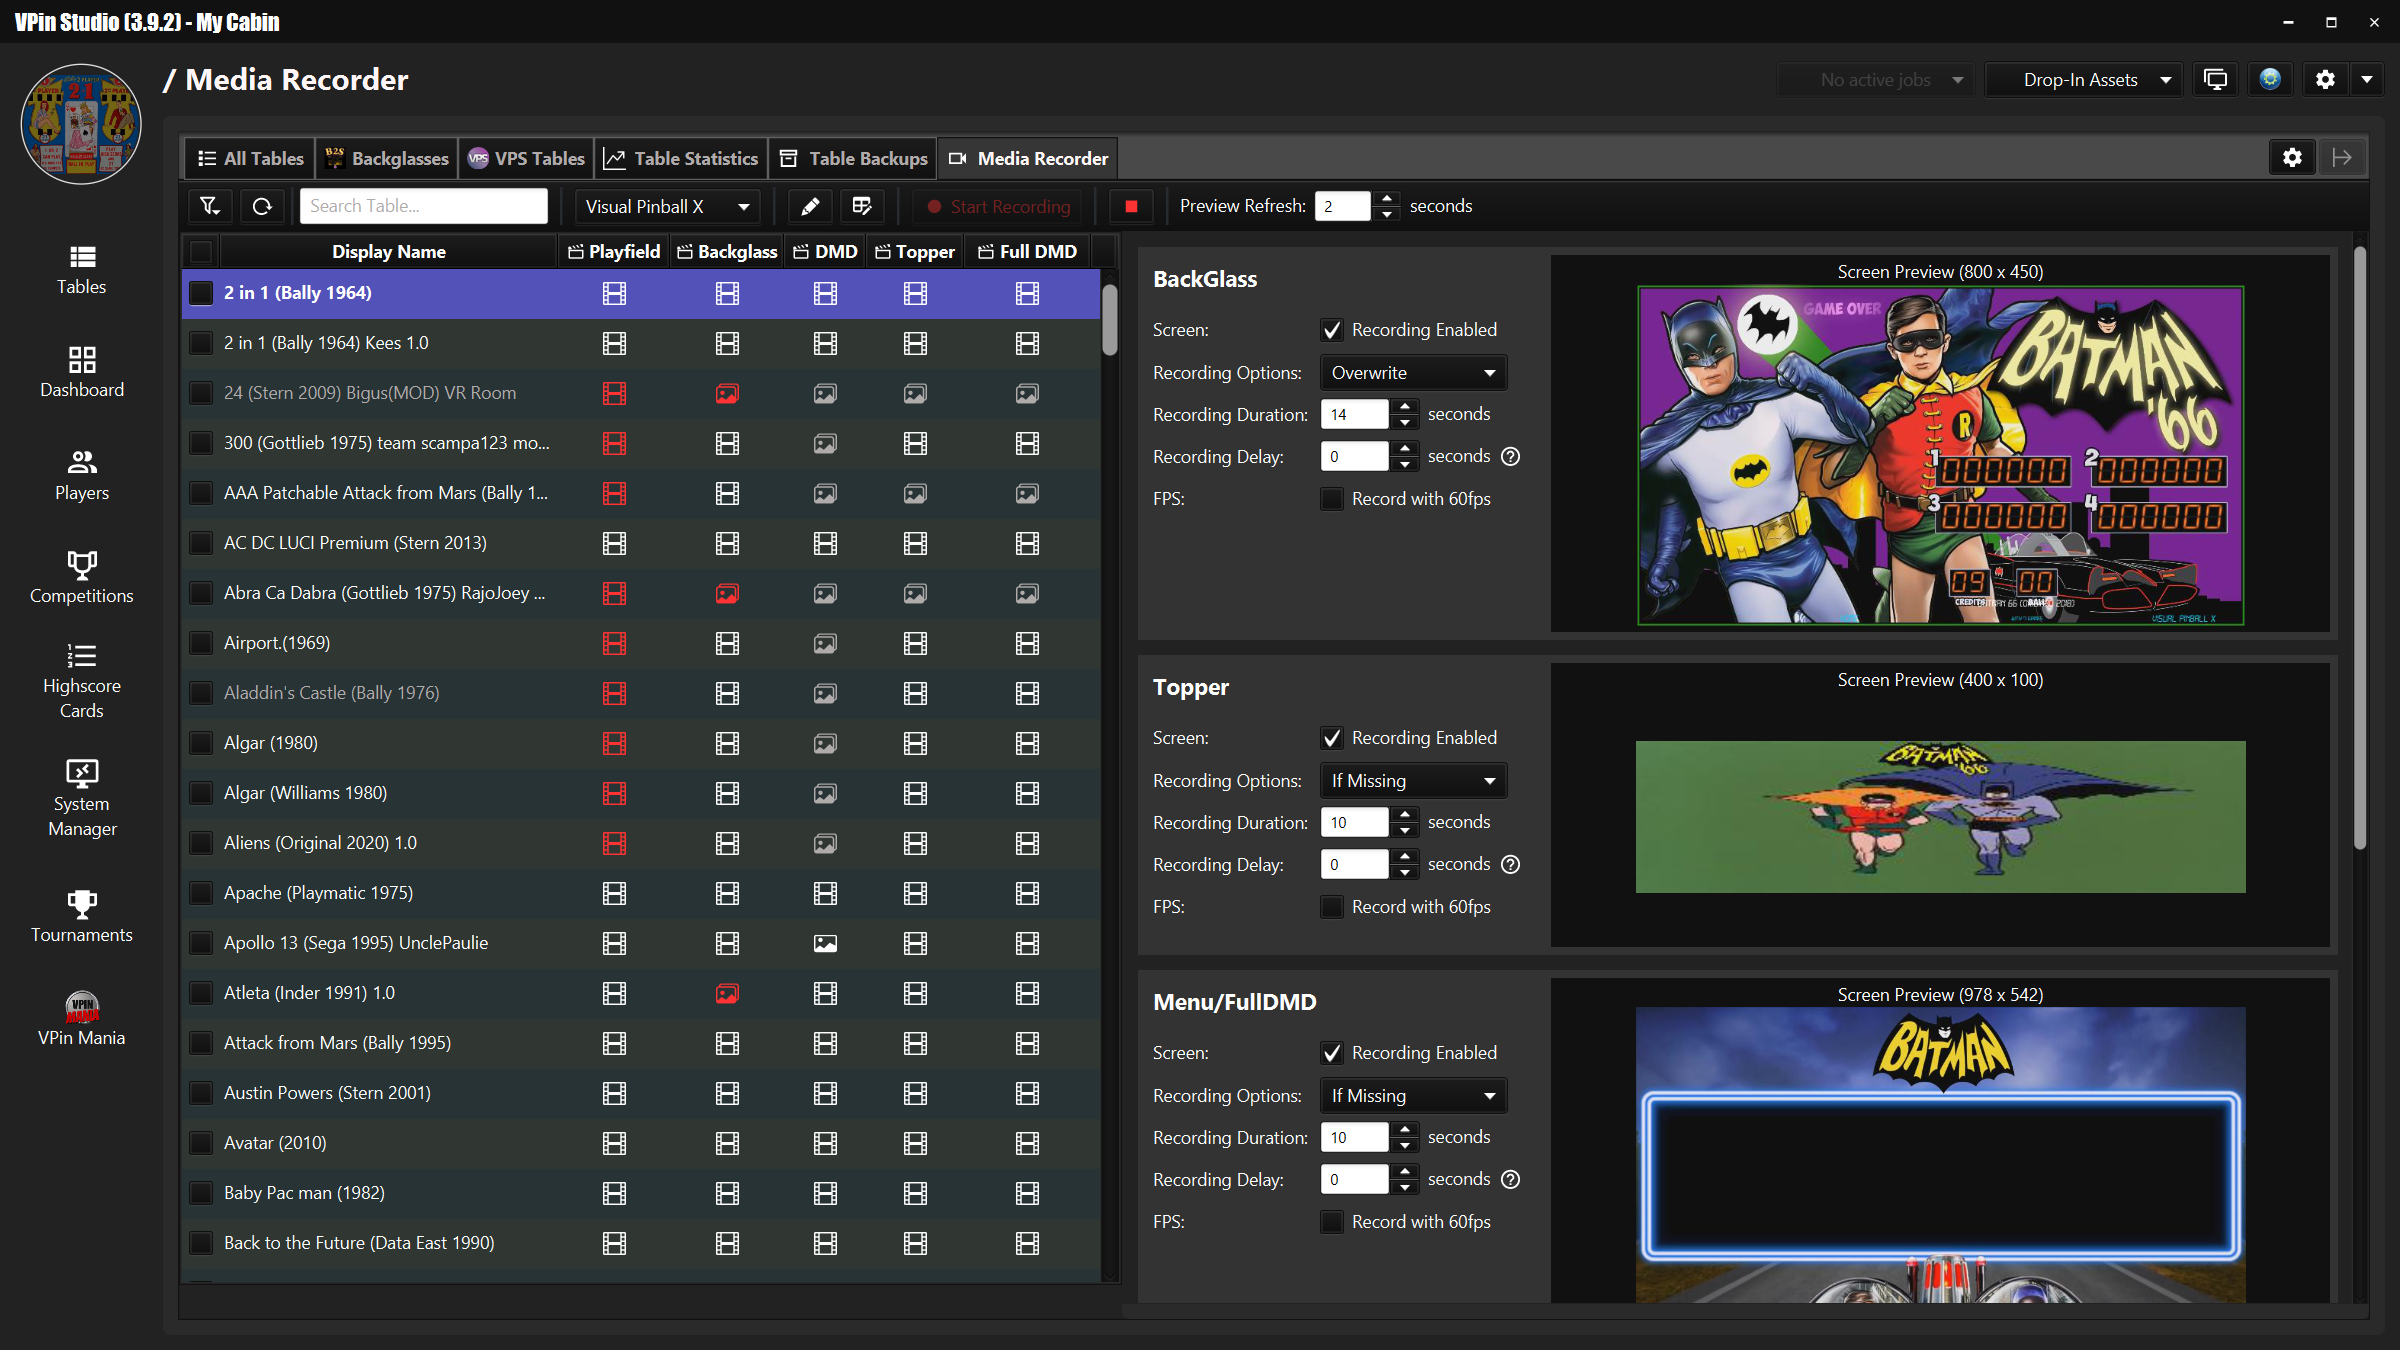 VPin Studio (3.9.2) - My Cabin
/ Media Recorder
No active jobs
Drop-In Assets
Tables
Dashboard
Players
Competitions
Highscore
Cards
System
Manager
Tournaments
VPIN
MANIA
VPin Mania
All Tables
B2S
Backglasses
VPS
VPS Tables
Table Statistics
Table Backups
Media Recorder
Search Table...
Visual Pinball X
Start Recording
Preview Refresh: 2 seconds
Display Name Playfield Backglass DMD Topper Full DMD
2 in 1 (Bally 1964)
2 in 1 (Bally 1964) Kees 1.0
24 (Stern 2009) Bigus(MOD) VR Room
300 (Gottlieb 1975) team scampa123 mo...
AAA Patchable Attack from Mars (Bally 1...
AC DC LUCI Premium (Stern 2013)
Abra Ca Dabra (Gottlieb 1975) RajoJoey ...
Airport.(1969)
Aladdin's Castle (Bally 1976)
Algar (1980)
Algar (Williams 1980)
Aliens (Original 2020) 1.0
Apache (Playmatic 1975)
Apollo 13 (Sega 1995) UnclePaulie
Atleta (Inder 1991) 1.0
Attack from Mars (Bally 1995)
Austin Powers (Stern 2001)
Avatar (2010)
Baby Pac man (1982)
Back to the Future (Data East 1990)
BackGlass
Screen: Recording Enabled
Recording Options: Overwrite
Recording Duration: 14 seconds
Recording Delay: 0 seconds
FPS: Record with 60fps
Screen Preview (800 x 450)
GAME OVER
BATMAN
'66
R
1 000000 2 000000
3 000000 4 000000
09 00
CREDITS
BALL
VISUAL PINBALL X
Topper
Screen: Recording Enabled
Recording Options: If Missing
Recording Duration: 10 seconds
Recording Delay: 0 seconds
FPS: Record with 60fps
Screen Preview (400 x 100)
BATMAN
'66
Menu/FullDMD
Screen: Recording Enabled
Recording Options: If Missing
Recording Duration: 10 seconds
Recording Delay: 0 seconds
FPS: Record with 60fps
Screen Preview (978 x 542)
BATMAN